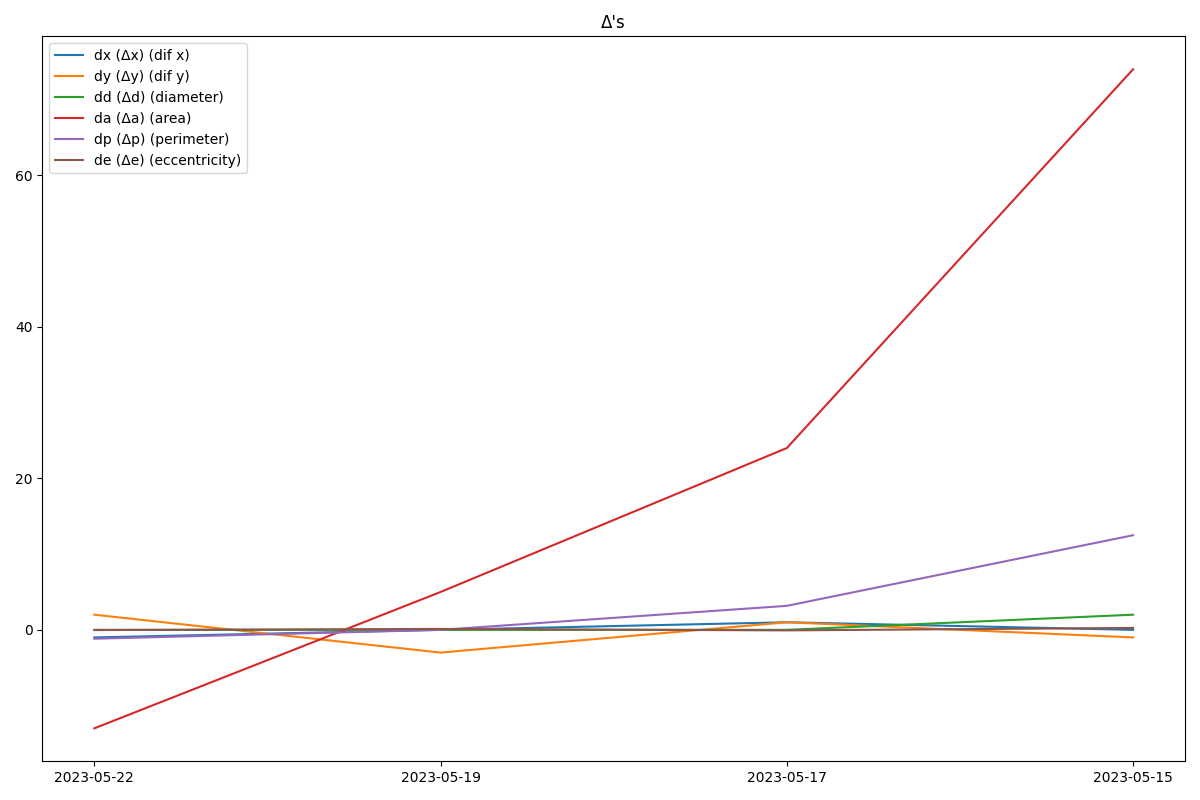 Δ's
dx (Δx) (dif x)
dy (Δy) (dif y)
dd (Δd) (diameter)
da (Δa) (area)
dp (Δp) (perimeter)
de (Δe) (eccentricity)
60
40
20
0
2023-05-22 2023-05-19 2023-05-17 2023-05-15